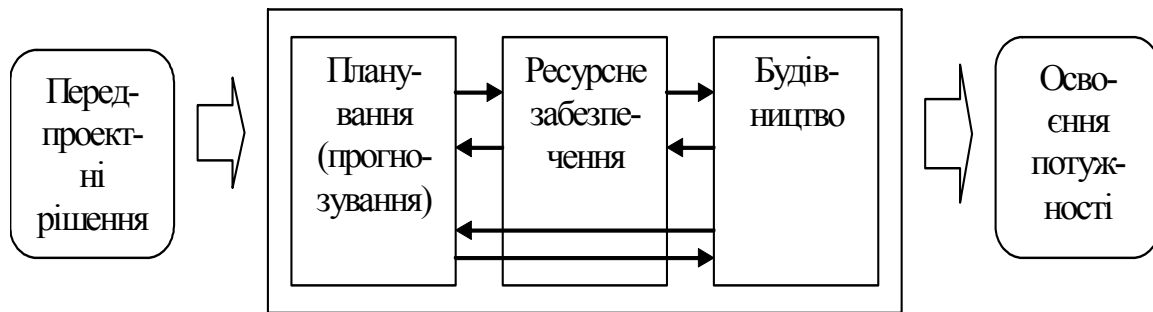 Перед-
проект-
ні
рішення
Плану-
вання
(прогно-
зування)
Ресурсне
забезпе-
чення
Будів-
ництво
Осво-
єння
потуж-
ності